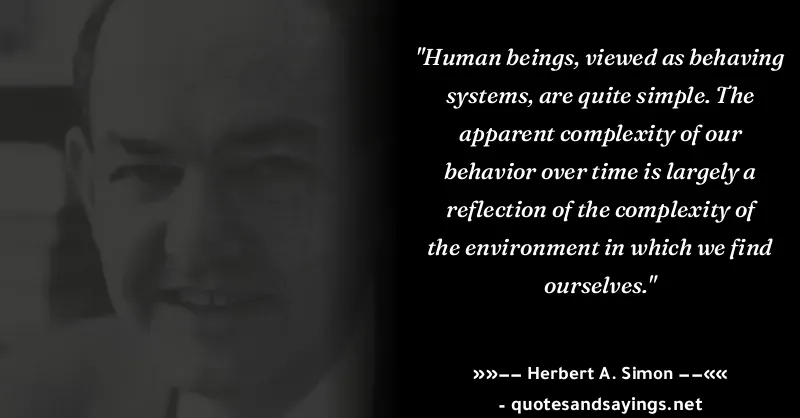 "Human beings, viewed as behaving
systems, are quite simple. The
apparent complexity of our
behavior over time is largely a
reflection of the complexity of
the environment in which we find
ourselves."
»»–– Herbert A. Simon ––««
- quotesandsayings.net